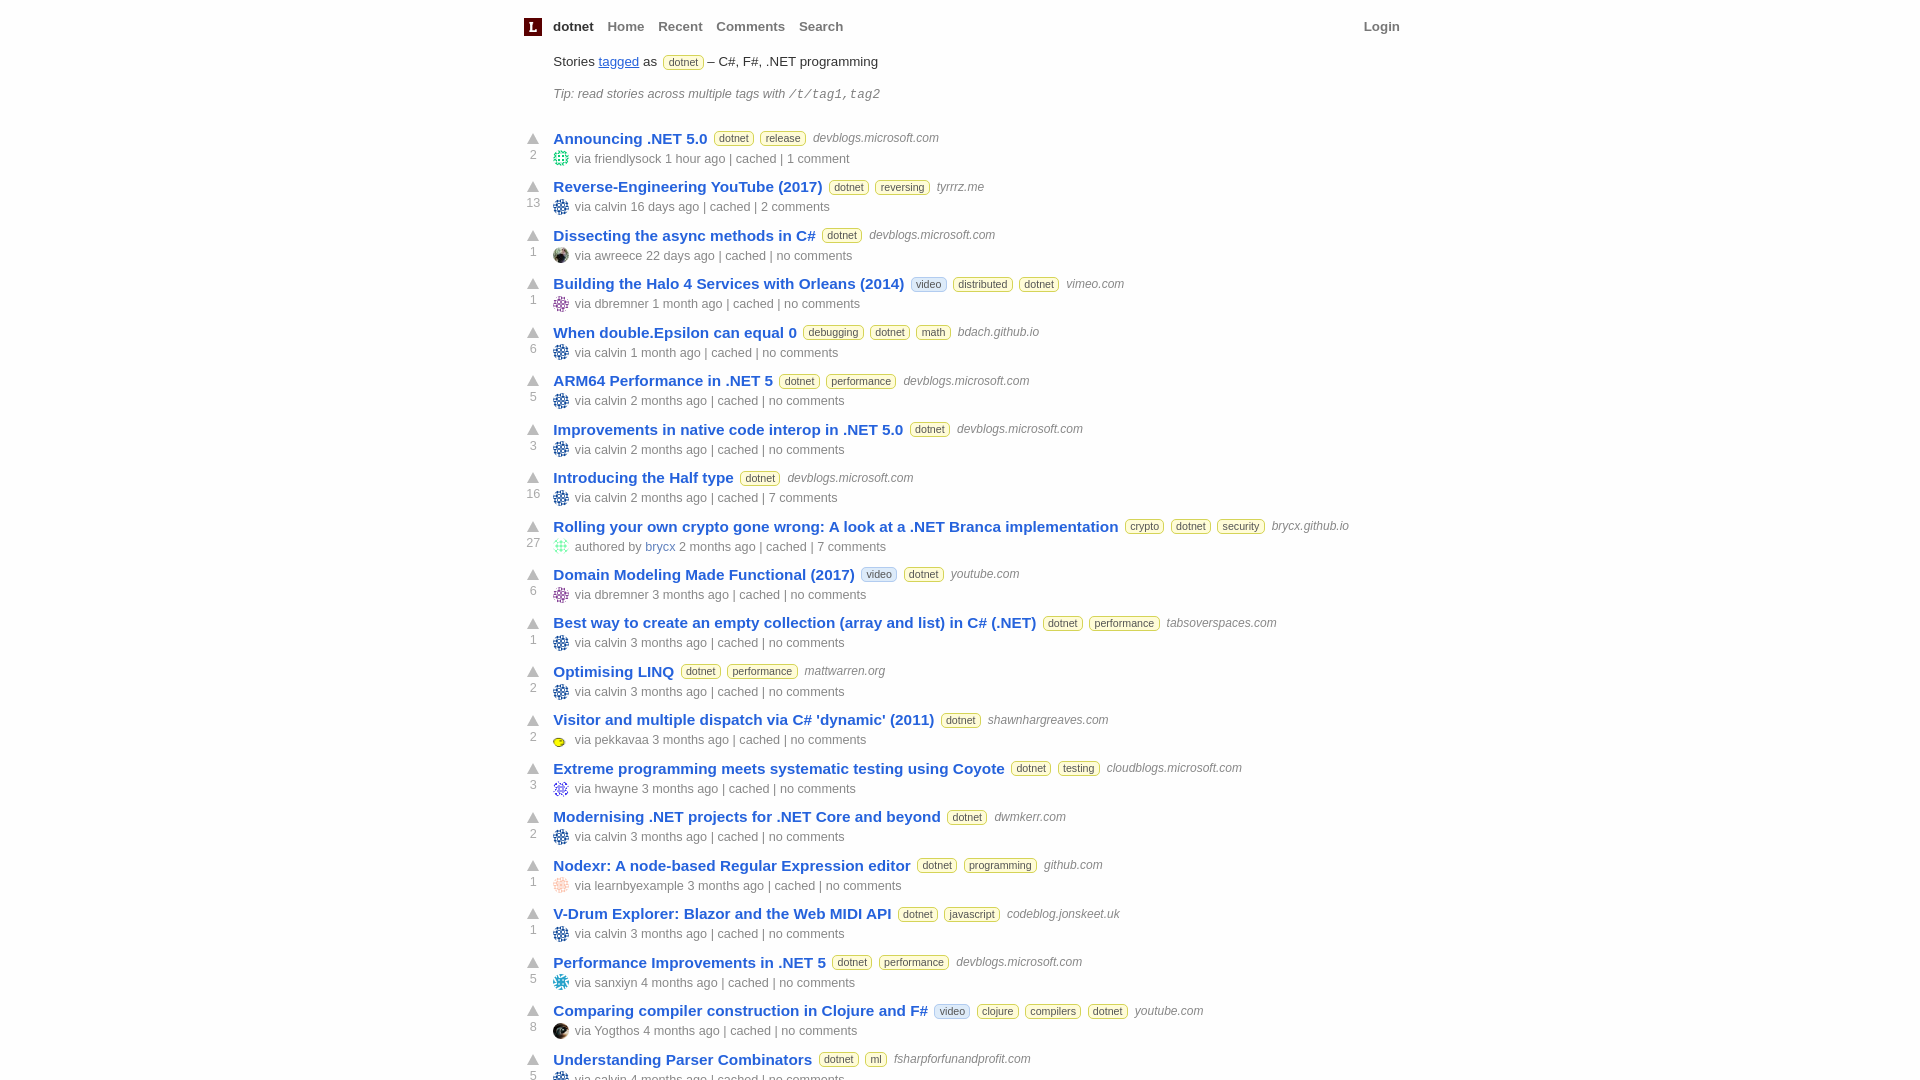 L dotnet Home Recent Comments Search Login
Stories tagged as dotnet – C#, F#, .NET programming
Tip: read stories across multiple tags with /t/tag1,tag2
Announcing .NET 5.0 dotnet release devblogs.microsoft.com
2 via friendlysock 1 hour ago | cached | 1 comment
Reverse-Engineering YouTube (2017) dotnet reversing tyrrrz.me
13 via calvin 16 days ago | cached | 2 comments
Dissecting the async methods in C# dotnet devblogs.microsoft.com
1 via awreece 22 days ago | cached | no comments
Building the Halo 4 Services with Orleans (2014) video distributed dotnet vimeo.com
1 via dbremner 1 month ago | cached | no comments
When double.Epsilon can equal 0 debugging dotnet math bdach.github.io
6 via calvin 1 month ago | cached | no comments
ARM64 Performance in .NET 5 dotnet performance devblogs.microsoft.com
5 via calvin 2 months ago | cached | no comments
Improvements in native code interop in .NET 5.0 dotnet devblogs.microsoft.com
3 via calvin 2 months ago | cached | no comments
Introducing the Half type dotnet devblogs.microsoft.com
16 via calvin 2 months ago | cached | 7 comments
Rolling your own crypto gone wrong: A look at a .NET Branca implementation crypto dotnet security brycx.github.io
27 authored by brycx 2 months ago | cached | 7 comments
Domain Modeling Made Functional (2017) video dotnet youtube.com
6 via dbremner 3 months ago | cached | no comments
Best way to create an empty collection (array and list) in C# (.NET) dotnet performance tabsoverspaces.com
1 via calvin 3 months ago | cached | no comments
Optimising LINQ dotnet performance mattwarren.org
2 via calvin 3 months ago | cached | no comments
Visitor and multiple dispatch via C# 'dynamic' (2011) dotnet shawnhargreaves.com
2 via pekkavaa 3 months ago | cached | no comments
Extreme programming meets systematic testing using Coyote dotnet testing cloudblogs.microsoft.com
3 via hwayne 3 months ago | cached | no comments
Modernising .NET projects for .NET Core and beyond dotnet dwmkerr.com
2 via calvin 3 months ago | cached | no comments
Nodexr: A node-based Regular Expression editor dotnet programming github.com
1 via learnbyexample 3 months ago | cached | no comments
V-Drum Explorer: Blazor and the Web MIDI API dotnet javascript codeblog.jonskeet.uk
1 via calvin 3 months ago | cached | no comments
Performance Improvements in .NET 5 dotnet performance devblogs.microsoft.com
5 via sanxiyn 4 months ago | cached | no comments
Comparing compiler construction in Clojure and F# video clojure compilers dotnet youtube.com
8 via Yogthos 4 months ago | cached | no comments
Understanding Parser Combinators dotnet ml fsharpforfunandprofit.com
5 via calvin 4 months ago | cached | no comments